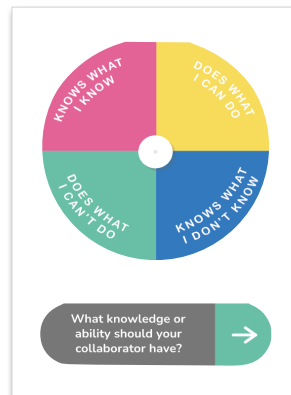 KNOWS WHAT
I KNOW
DOES WHAT
I CAN DO
DOES WHAT
I CAN'T DO
KNOWS WHAT
I DON'T KNOW
What knowledge or
ability should your
collaborator have?